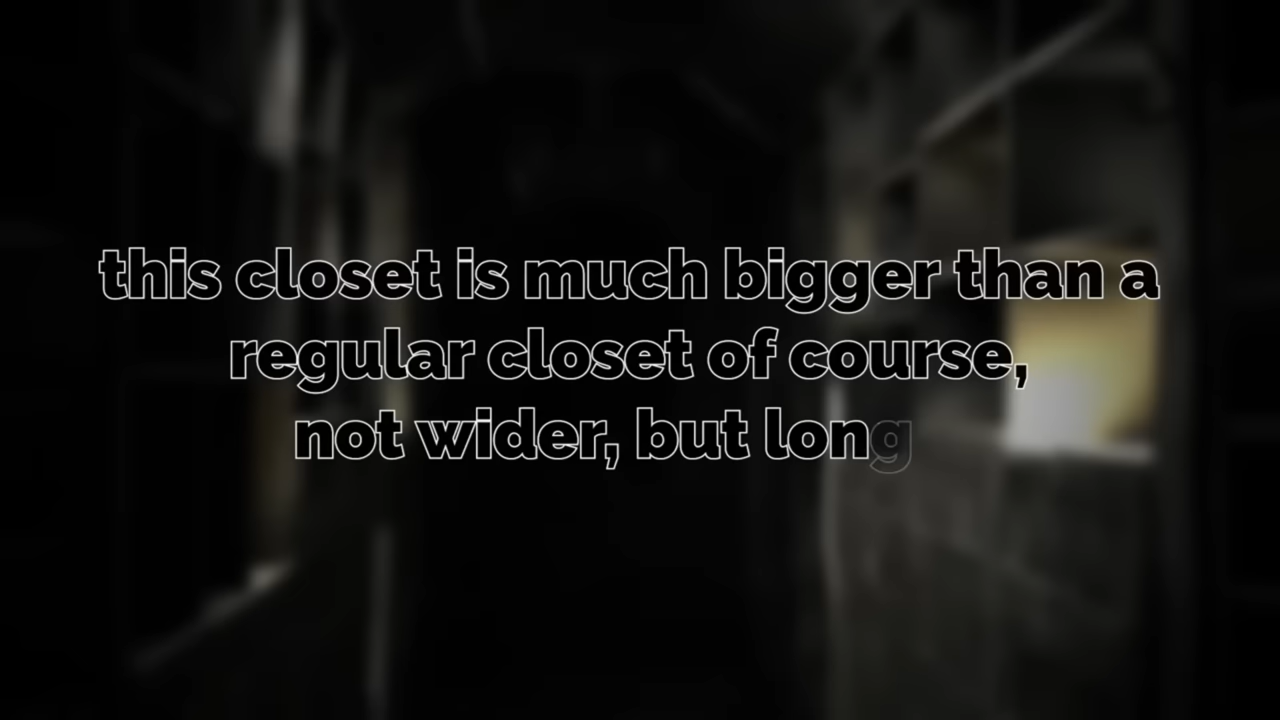 this closet is much bigger than a
regular closet of course,
not wider, but long